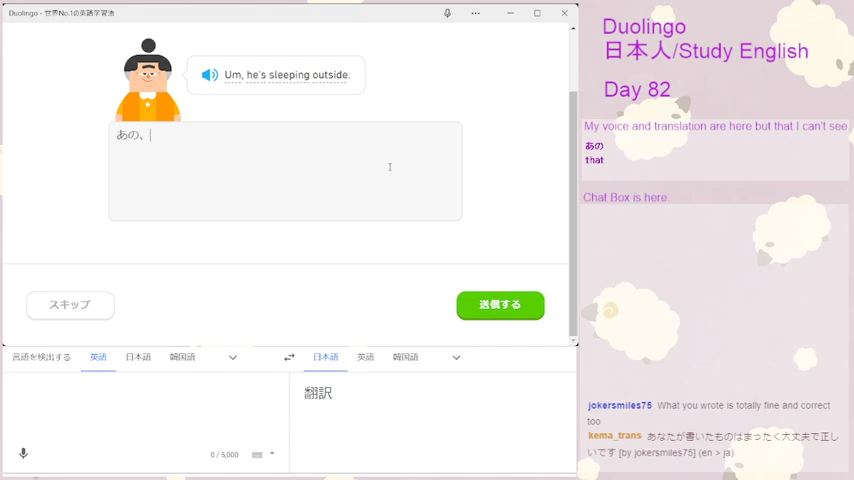 Duolingo - 世界No.1の英語学習法
Um, he's sleeping outside.
あの、
スキップ
送信する
言語を検出する 英語 日本語 韓国語
日本語 英語 韓国語
翻訳
0 / 5,000
Duolingo
日本人/Study English
Day 82
My voice and translation are here but that I can't see
あの
that
Chat Box is here.
jokersmiles75 What you wrote is totally fine and correct
too
kema_trans あなたが書いたものはまったく大丈夫で正し
いです [by jokersmiles75] (en > ja)